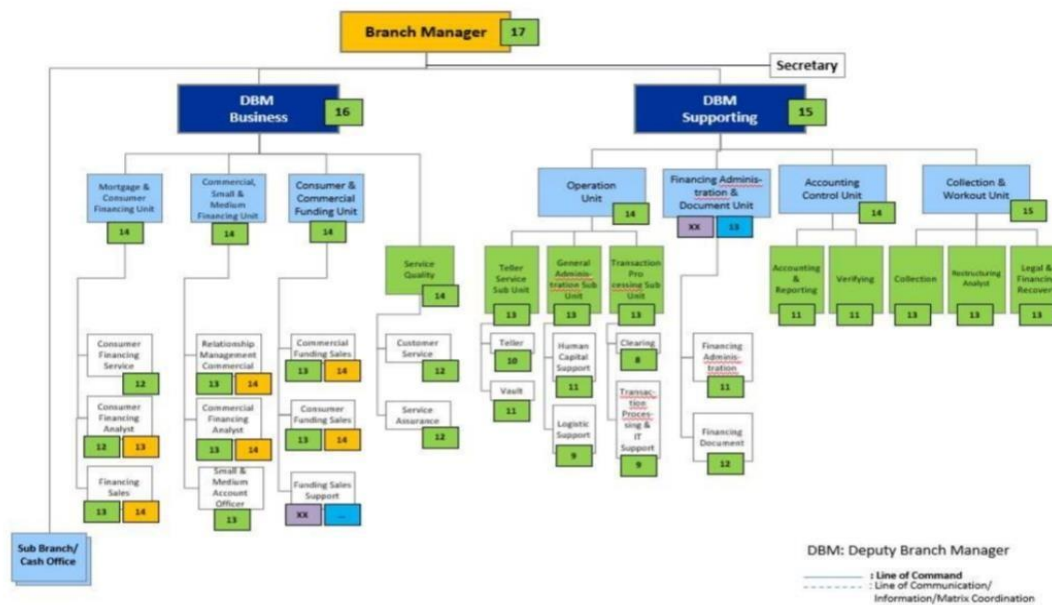 Branch Manager
17
Secretary
DBM
Business
16
DBM
Supporting
15
Mortgage &
Consumer
Financing Unit
14
Commercial,
Small &
Medium
Financing Unit
14
Consumer &
Commercial
Funding Unit
14
Service
Quality
14
Operation
Unit
14
Financing Adminis-
tration &
Document Unit
XX
13
Accounting
Control Unit
14
Collection &
Workout Unit
15
Teller
Service
Sub Unit
13
General
Adminis-
tration Sub
Unit
13
Transaction
Pro
cessing Sub
Unit
13
Accounting
&
Reporting
11
Verifying
11
Collection
13
Restructuring
Analyst
13
Legal &
Financing
Recover
13
Consumer
Financing
Service
12
Consumer
Financing
Analyst
12
13
Financing
Sales
13
14
Relationship
Management
Commercial
13
14
Commercial
Financing
Analyst
13
14
Small &
Medium
Account
Officer
13
Commercial
Funding Sales
13
14
Consumer
Funding Sales
13
14
Funding Sales
Support
XX
...
Customer
Service
12
Service
Assurance
12
Teller
10
Vault
11
Human
Capital
Support
11
Logistic
Support
9
Clearing
8
Transac-
tion
Proces-
sing &
IT Support
9
Financing
Adminis-
tration
11
Financing
Document
12
Sub Branch/
Cash Office
DBM: Deputy Branch Manager
: Line of Command
: Line of Communication/
Information/Matrix Coordination